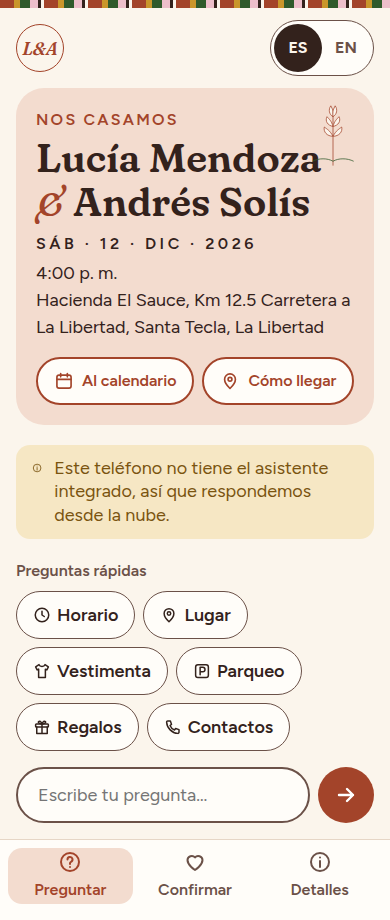 L&A
ES EN
NOS CASAMOS
Lucía Mendoza
& Andrés Solís
SÁB · 12 · DIC · 2026
4:00 p. m.
Hacienda El Sauce, Km 12.5 Carretera a
La Libertad, Santa Tecla, La Libertad
Al calendario Cómo llegar
Este teléfono no tiene el asistente
integrado, así que respondemos
desde la nube.
Preguntas rápidas
Horario Lugar
Vestimenta Parqueo
Regalos Contactos
Escribe tu pregunta...
Preguntar Confirmar Detalles